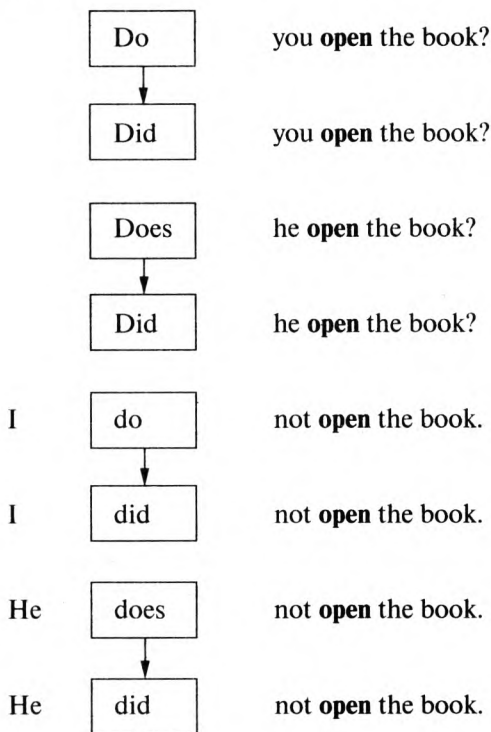 Do you open the book?
Did you open the book?
Does he open the book?
Did he open the book?
I do not open the book.
I did not open the book.
He does not open the book.
He did not open the book.